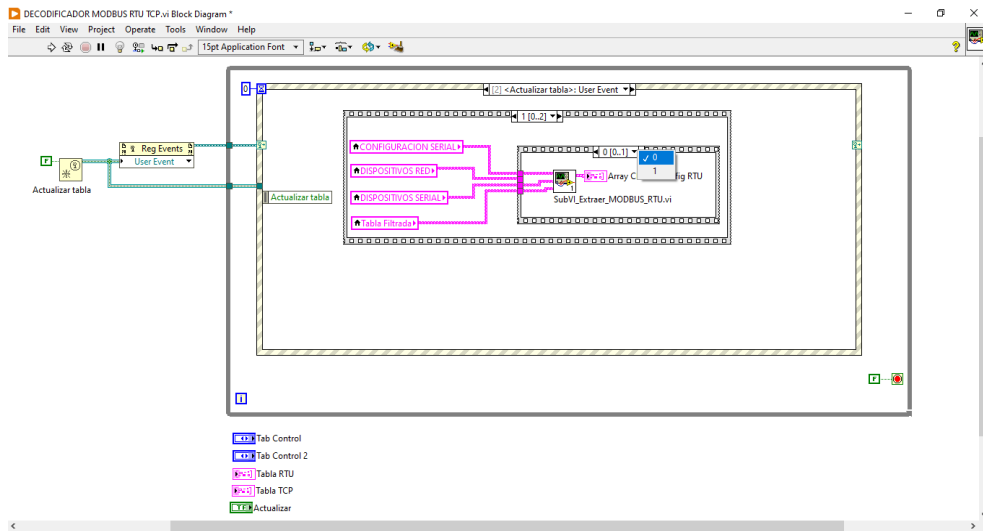 DECODIFICADOR MODBUS RTU TCP.vi Block Diagram *
File Edit View Project Operate Tools Window Help
15pt Application Font
0
[2] <Actualizar tabla>: User Event
1 [0..2]
Reg Events
User Event
F
Actualizar tabla
Actualizar tabla
CONFIGURACION SERIAL
DISPOSITIVOS RED
DISPOSITIVOS SERIAL
Tabla Filtrada
0 [0..1]
0
1
Array C fig RTU
SubVI_Extraer_MODBUS_RTU.vi
F
i
Tab Control
Tab Control 2
Tabla RTU
Tabla TCP
Actualizar